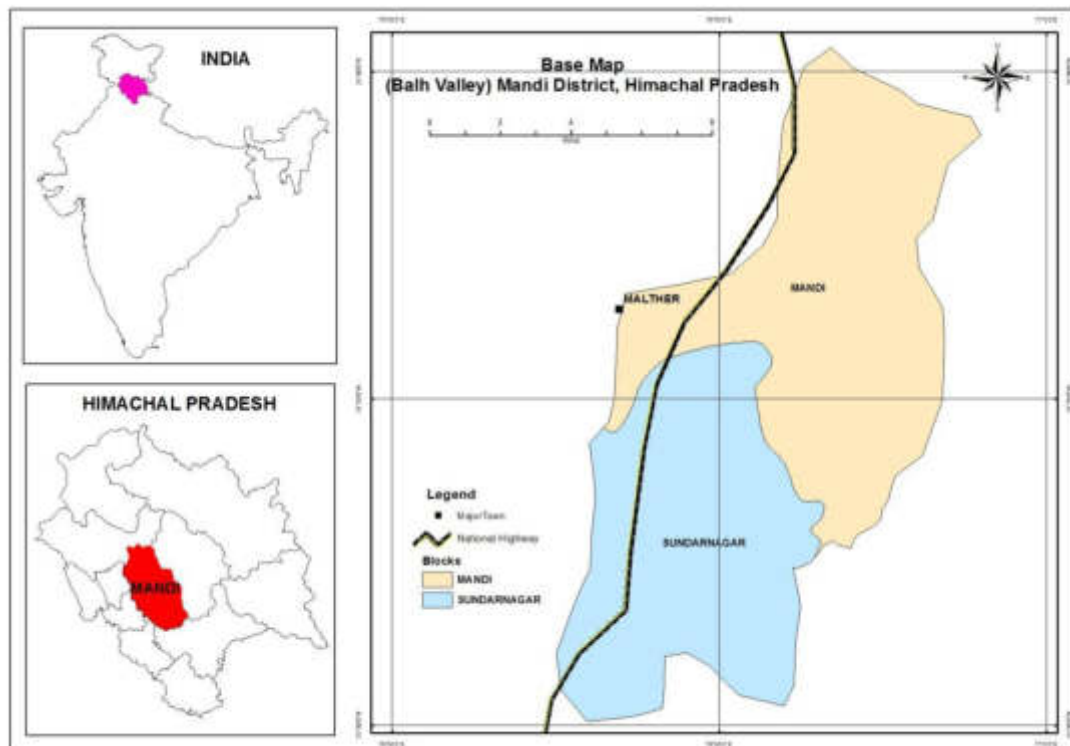 INDIA
HIMACHAL PRADESH
MANDI
Base Map
(Balh Valley) Mandi District, Himachal Pradesh
MALTHER
MANDI
SUNDARNAGAR
Legend
Major Town
National Highway
Blocks
MANDI
SUNDARNAGAR